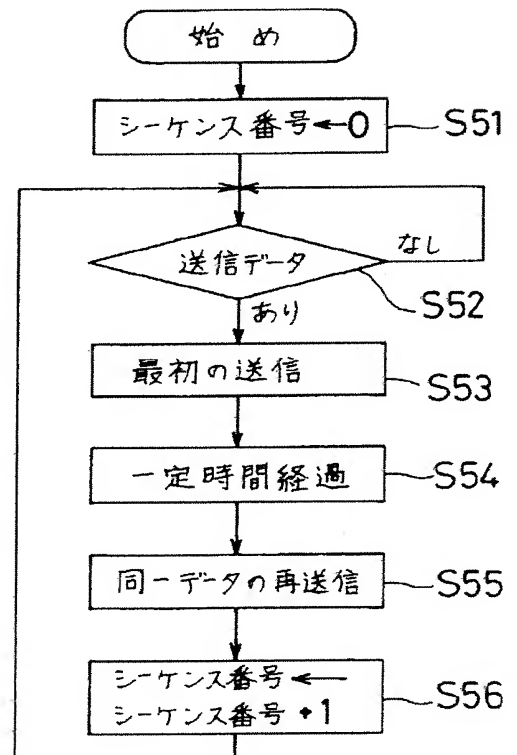 始め
シーケンス番号←0
S51
送信データ
なし
S52
あり
最初の送信
S53
一定時間経過
S54
同一データの再送信
S55
シーケンス番号←
シーケンス番号+1
S56